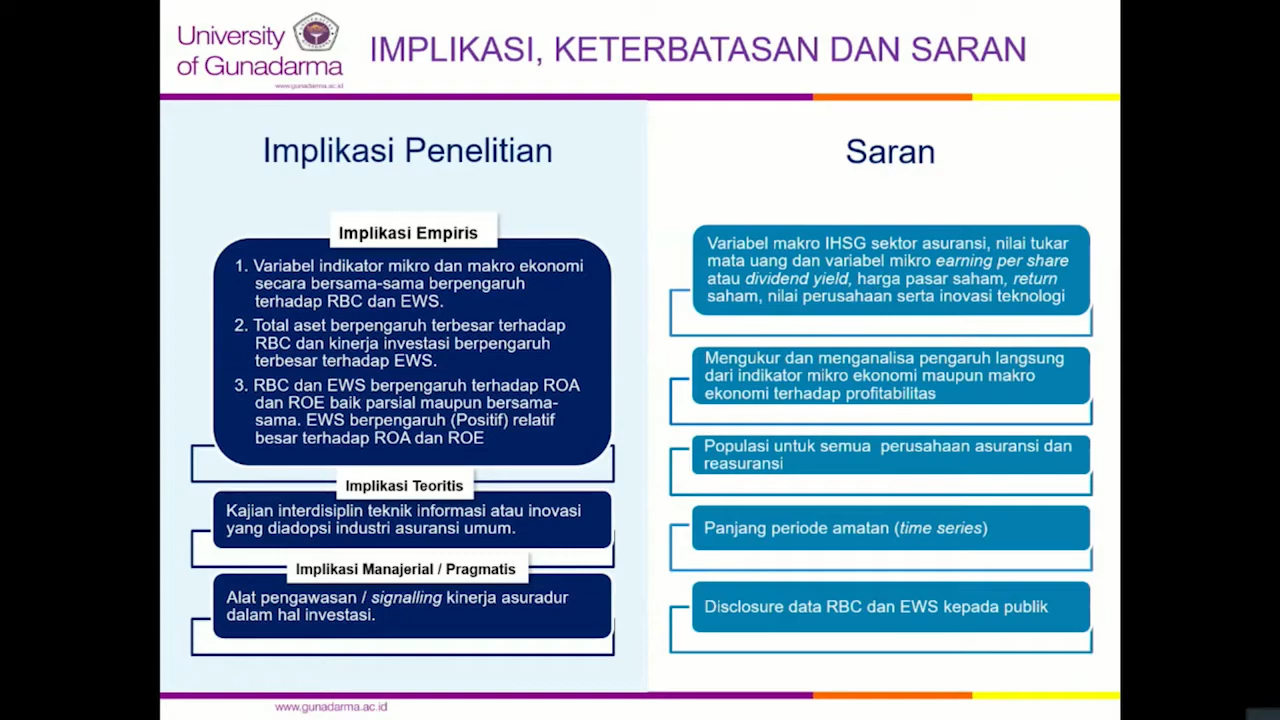 University
of Gunadarma
www.gunadarma.ac.id
IMPLIKASI, KETERBATASAN DAN SARAN
Implikasi Penelitian
Implikasi Empiris
1. Variabel indikator mikro dan makro ekonomi
secara bersama-sama berpengaruh
terhadap RBC dan EWS.
2. Total aset berpengaruh terbesar terhadap
RBC dan kinerja investasi berpengaruh
terbesar terhadap EWS.
3. RBC dan EWS berpengaruh terhadap ROA
dan ROE baik parsial maupun bersama-
sama. EWS berpengaruh (Positif) relatif
besar terhadap ROA dan ROE
Implikasi Teoritis
Kajian interdisiplin teknik informasi atau inovasi
yang diadopsi industri asuransi umum.
Implikasi Manajerial / Pragmatis
Alat pengawasan / signalling kinerja asuradur
dalam hal investasi.
Saran
Variabel makro IHSG sektor asuransi, nilai tukar
mata uang dan variabel mikro earning per share
atau dividend yield, harga pasar saham, return
saham, nilai perusahaan serta inovasi teknologi
Mengukur dan menganalisa pengaruh langsung
dari indikator mikro ekonomi maupun makro
ekonomi terhadap profitabilitas
Populasi untuk semua perusahaan asuransi dan
reasuransi
Panjang periode amatan (time series)
Disclosure data RBC dan EWS kepada publik
www.gunadarma.ac.id